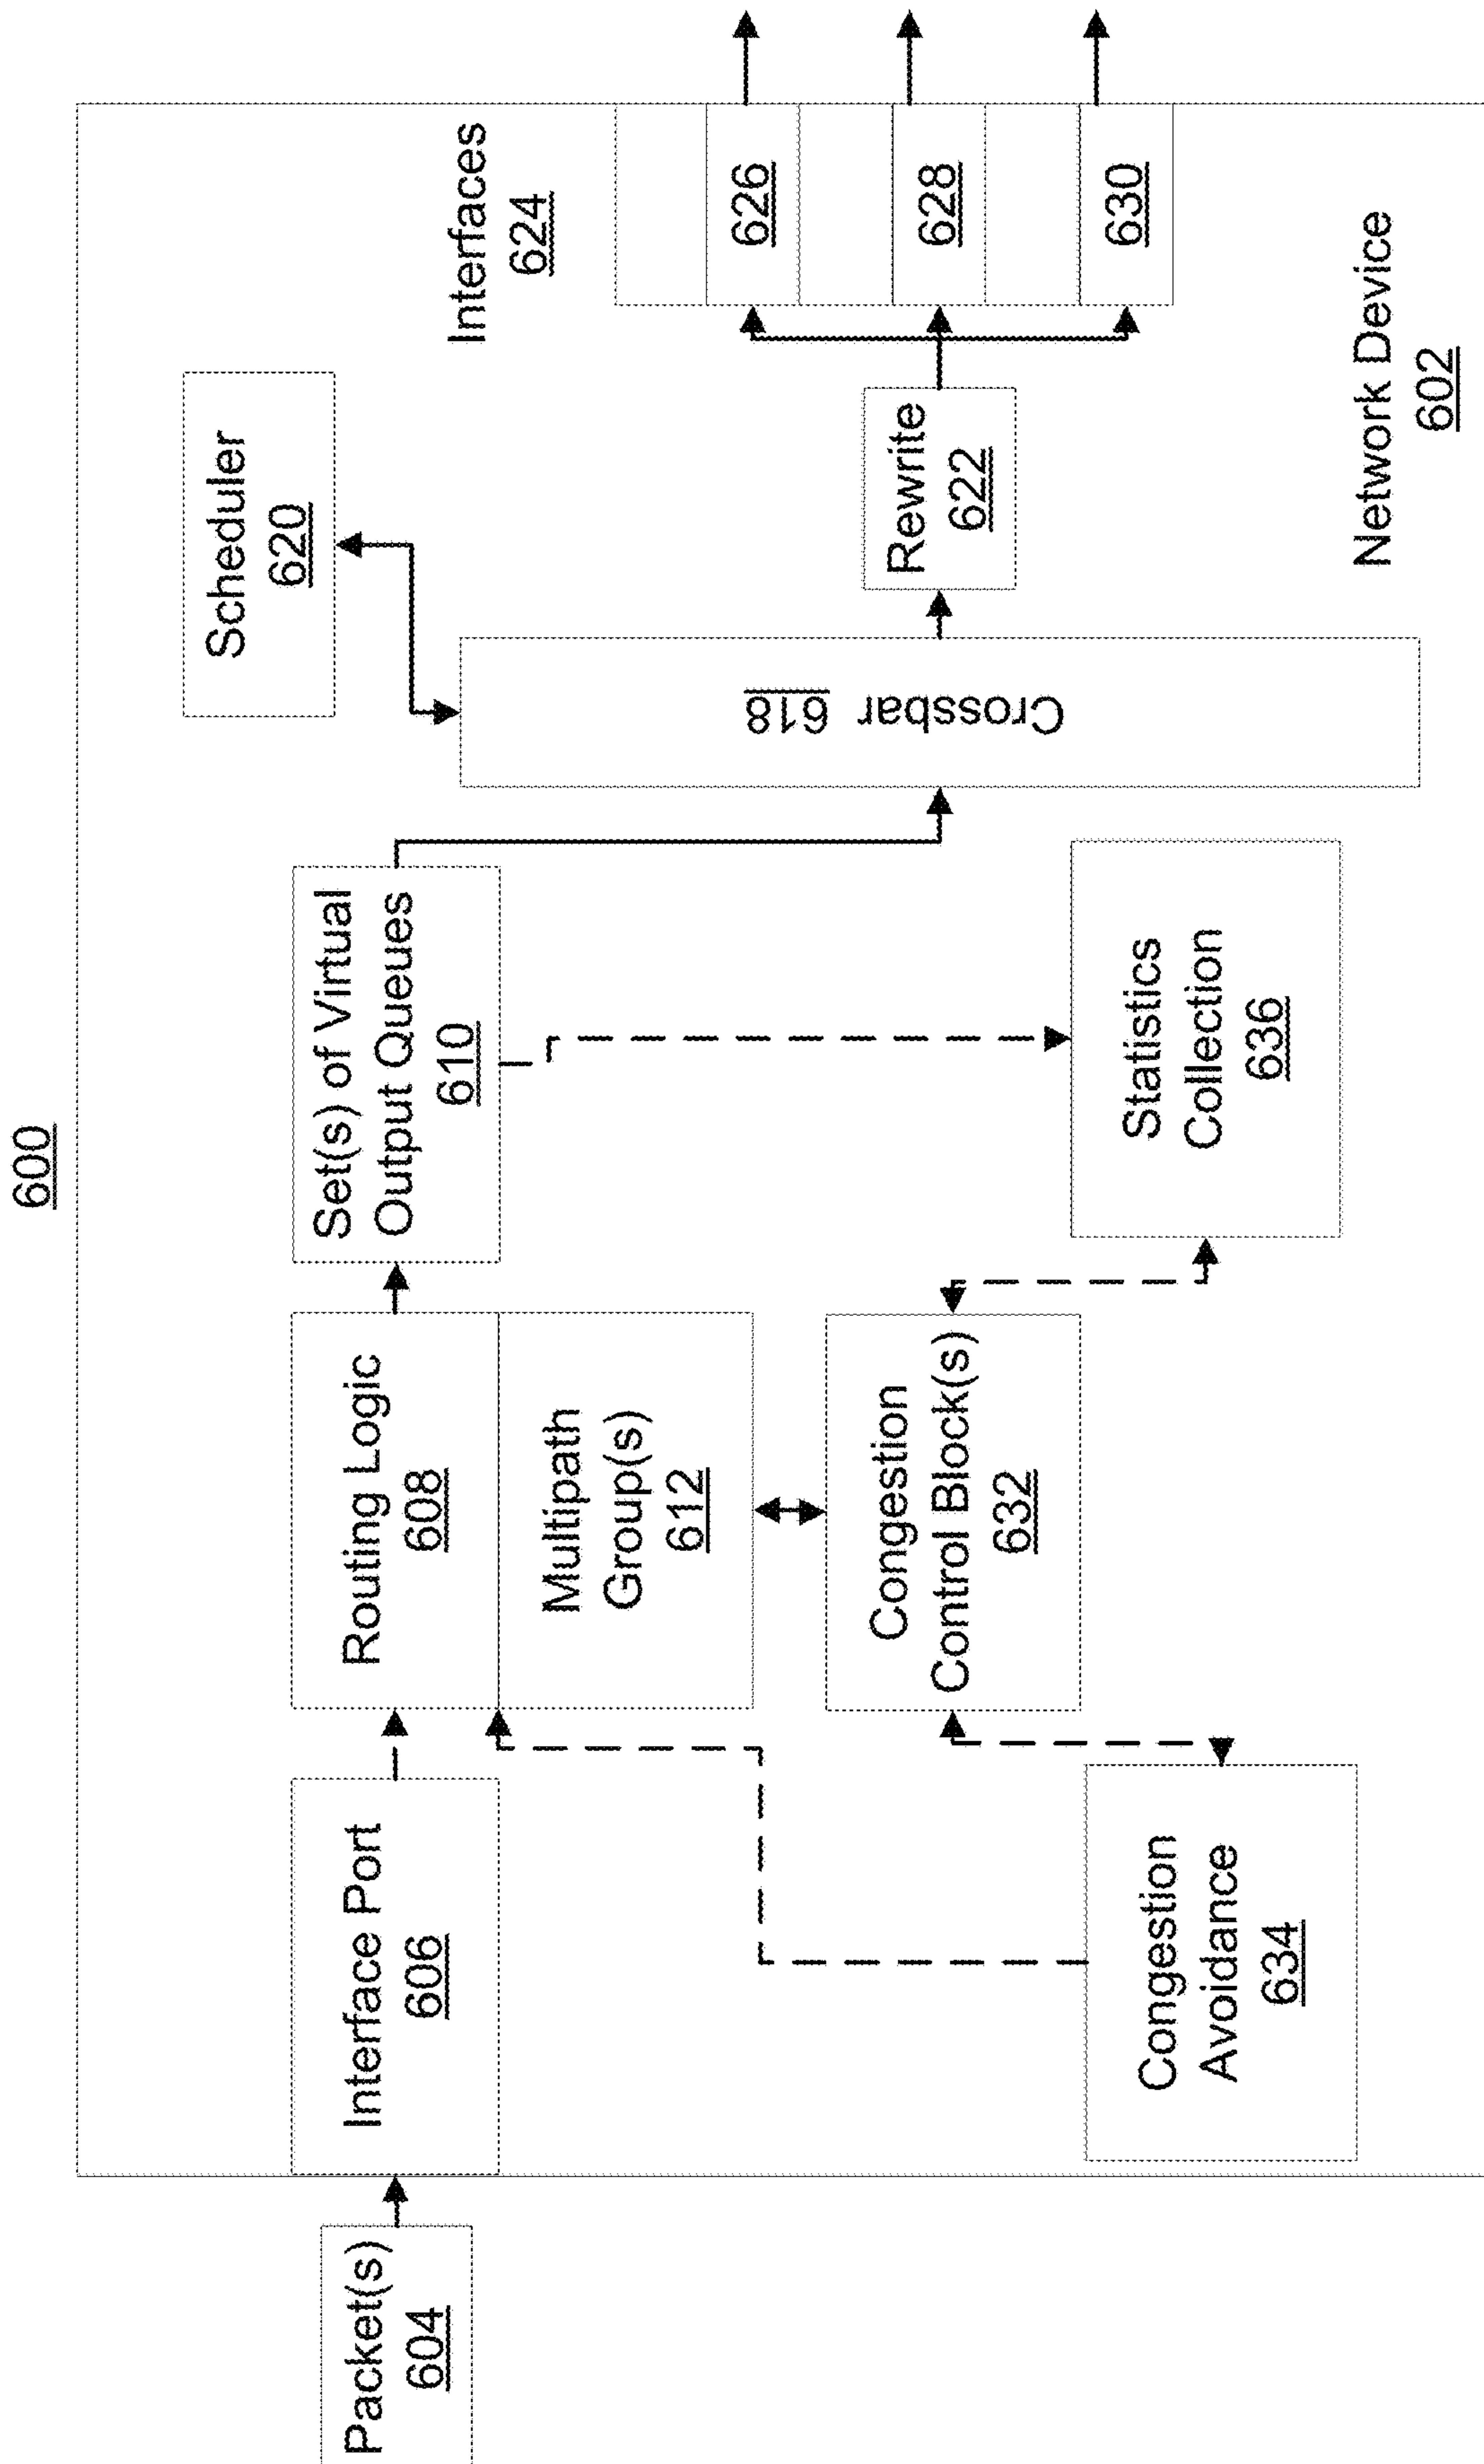 600
Packet(s)
604
Interface Port
606
Routing Logic
608
Multipath
Group(s)
612
Set(s) of Virtual
Output Queues
610
Scheduler
620
Crossbar 618
Rewrite
622
Interfaces
624
626
628
630
Congestion
Control Block(s)
632
Congestion
Avoidance
634
Statistics
Collection
636
Network Device
602